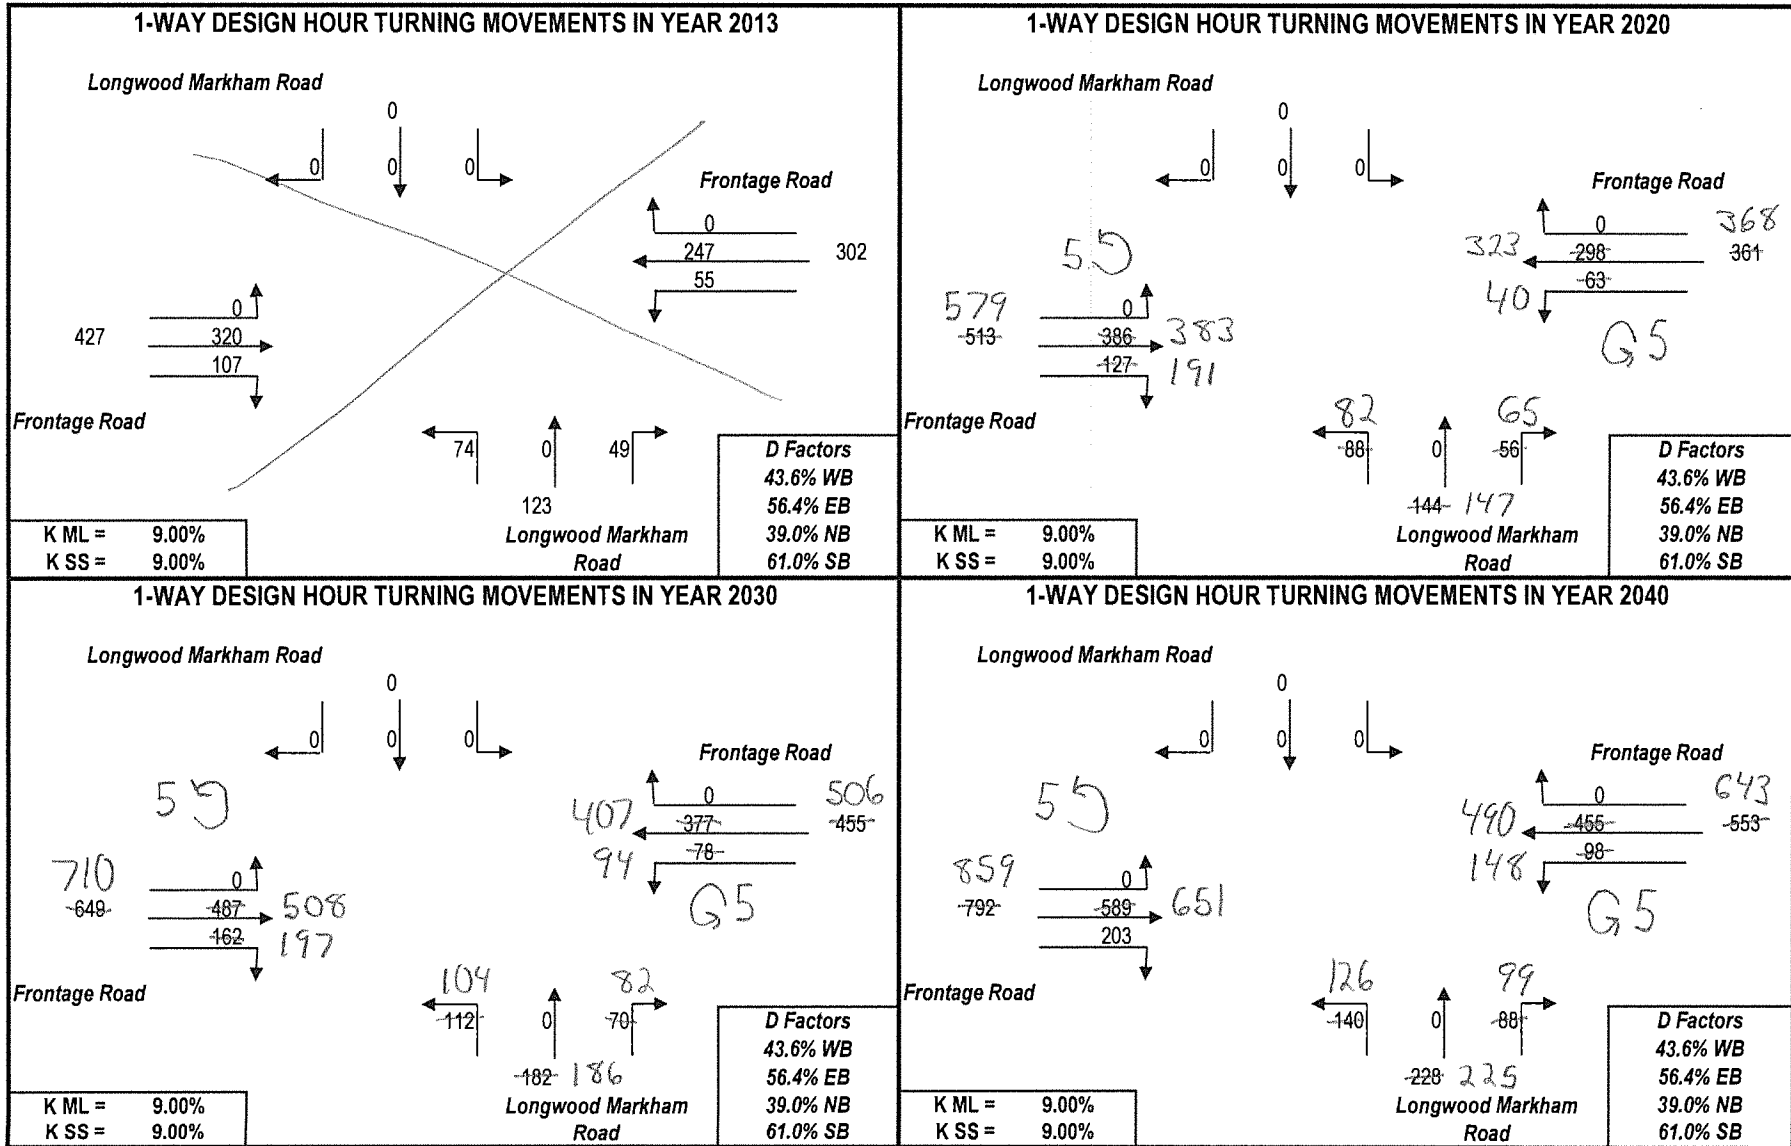 1-WAY DESIGN HOUR TURNING MOVEMENTS IN YEAR 2013
Longwood Markham Road
0
0 0 0
Frontage Road
0
247 302
55
0
427 320
107
Frontage Road
74 0 49
123
Longwood Markham
Road
K ML = 9.00%
K SS = 9.00%
D Factors
43.6% WB
56.4% EB
39.0% NB
61.0% SB
1-WAY DESIGN HOUR TURNING MOVEMENTS IN YEAR 2020
Longwood Markham Road
0
0 0 0
Frontage Road
0 368
323 298 361
63
40
5
5
579 0
513 386 383
127 191
Frontage Road
82 65
88 0 56
144 147
Longwood Markham
Road
K ML = 9.00%
K SS = 9.00%
D Factors
43.6% WB
56.4% EB
39.0% NB
61.0% SB
1-WAY DESIGN HOUR TURNING MOVEMENTS IN YEAR 2030
Longwood Markham Road
0
0 0 0
Frontage Road
5
0 506
407 377 455
94 78
5
710 0
649 487 508
162 197
Frontage Road
104 82
112 0 70
182 186
Longwood Markham
Road
K ML = 9.00%
K SS = 9.00%
D Factors
43.6% WB
56.4% EB
39.0% NB
61.0% SB
1-WAY DESIGN HOUR TURNING MOVEMENTS IN YEAR 2040
Longwood Markham Road
0
0 0 0
Frontage Road
5
0 643
490 455 553
148 98
5
859 0
792 589 651
203
Frontage Road
126 99
140 0 88
228 225
Longwood Markham
Road
K ML = 9.00%
K SS = 9.00%
D Factors
43.6% WB
56.4% EB
39.0% NB
61.0% SB